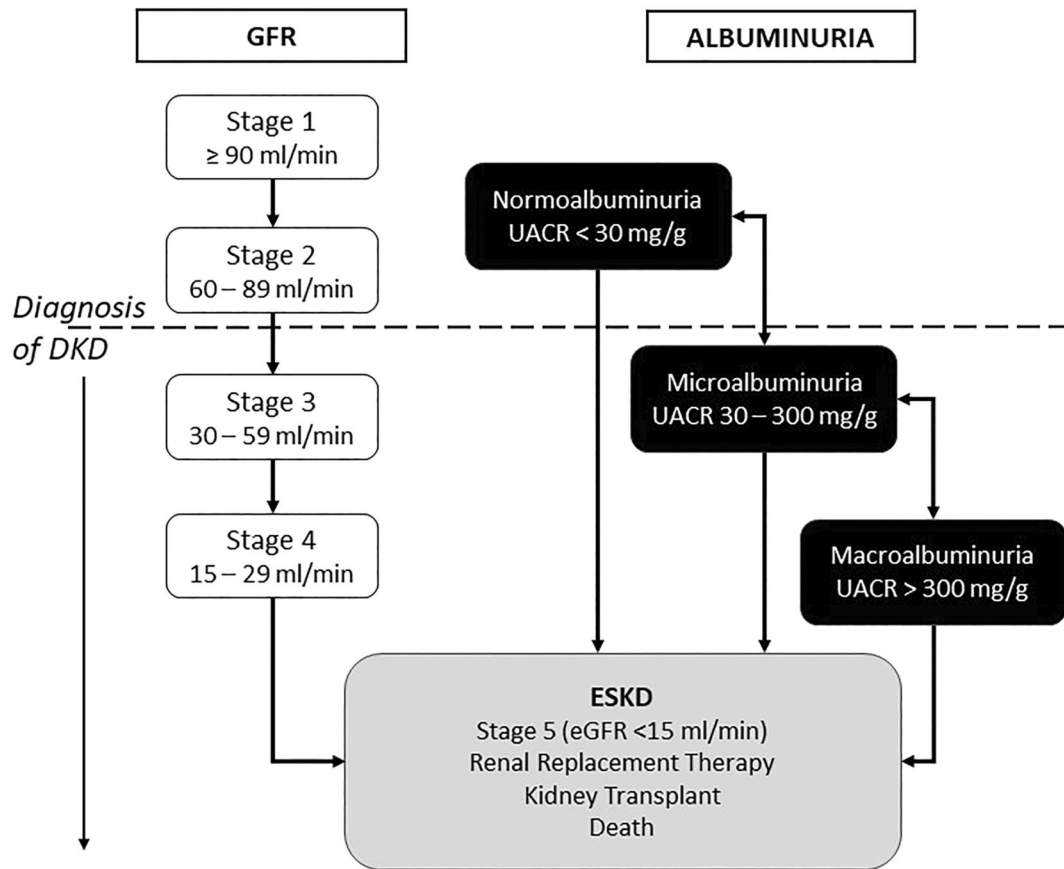 GFR
ALBUMINURIA
Stage 1
≥ 90 ml/min
Normoalbuminuria
UACR < 30 mg/g
Stage 2
60 – 89 ml/min
Diagnosis
of DKD
Microalbuminuria
UACR 30 – 300 mg/g
Stage 3
30 – 59 ml/min
Stage 4
15 – 29 ml/min
Macroalbuminuria
UACR > 300 mg/g
ESKD
Stage 5 (eGFR <15 ml/min)
Renal Replacement Therapy
Kidney Transplant
Death